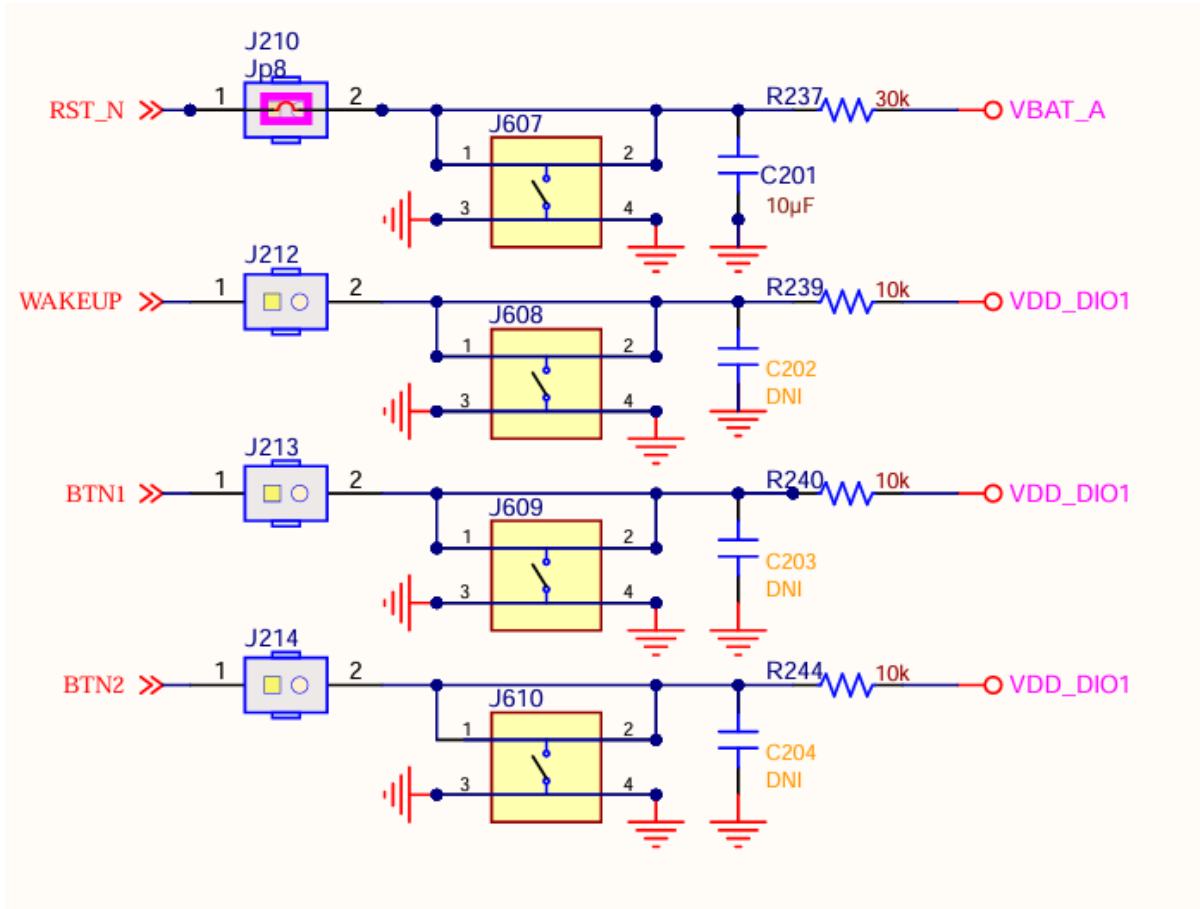 J210
Jp8
RST_N 1 2 R237 30k VBAT_A
J607
1 2
C201
10µF
3 4
J212
WAKEUP 1 2 R239 10k VDD_DIO1
J608
1 2
C202
DNI
3 4
J213
BTN1 1 2 R240 10k VDD_DIO1
J609
1 2
C203
DNI
3 4
J214
BTN2 1 2 R244 10k VDD_DIO1
J610
1 2
C204
DNI
3 4